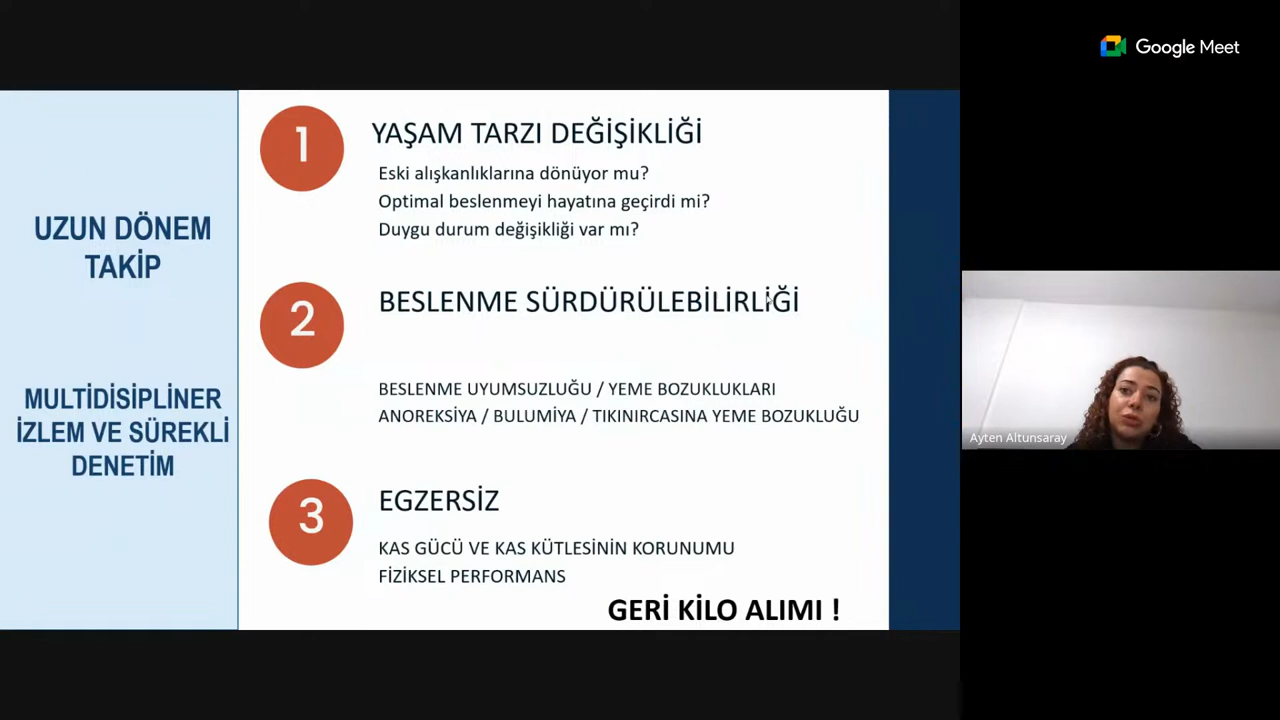 Google Meet
UZUN DÖNEM
TAKİP
MULTİDİSİPLİNER
İZLEM VE SÜREKLİ
DENETİM
1
YAŞAM TARZI DEĞİŞİKLİĞİ
Eski alışkanlıklarına dönüyor mu?
Optimal beslenmeyi hayatına geçirdi mi?
Duygu durum değişikliği var mı?
2
BESLENME SÜRDÜRÜLEBİLİRLİĞİ
BESLENME UYUMSUZLUĞU / YEME BOZUKLUKLARI
ANOREKSİYA / BULUMİYA / TIKINIRCASINA YEME BOZUKLUĞU
3
EGZERSİZ
KAS GÜCÜ VE KAS KÜTLESİNİN KORUNUMU
FİZİKSEL PERFORMANS
GERİ KİLO ALIMI !
Ayten Altunsaray